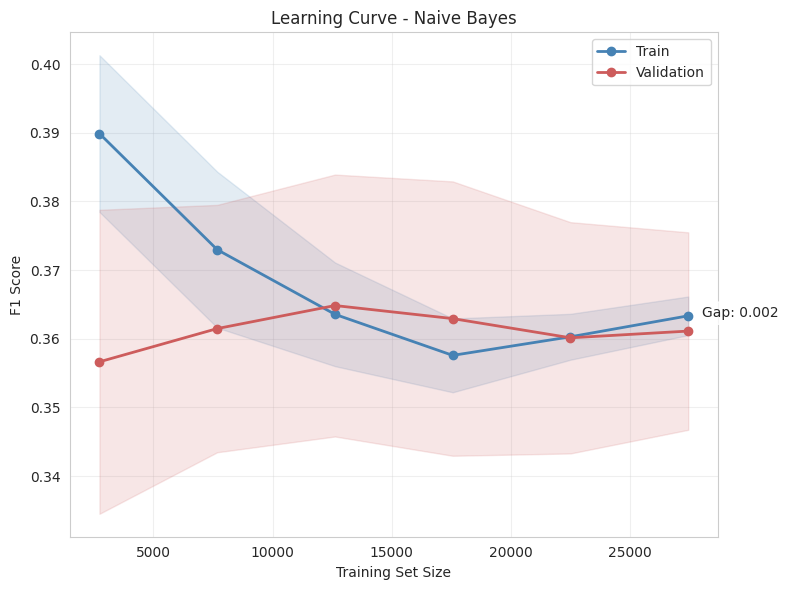 Learning Curve - Naive Bayes
Train
Validation
0.40
0.39
0.38
0.37
0.36
0.35
0.34
F1 Score
Gap: 0.002
5000 10000 15000 20000 25000
Training Set Size